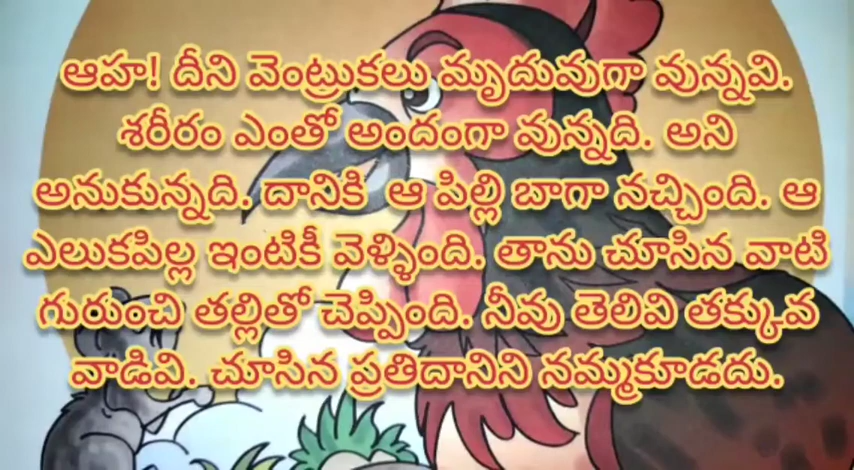 ఆహ! దీని వెంట్రుకలు మృదువుగా వున్నవి.
శరీరం ఎంతో అందంగా వున్నది. అని
అనుకున్నది. దానికి ఆ పిల్లి బాగా నచ్చింది. ఆ
ఎలుకపిల్ల ఇంటికీ వెళ్ళింది. తాను చూసిన వాటి
గురుంచి తల్లితో చెప్పింది. నీవు తెలివి తక్కువ
వాడివి. చూసిన ప్రతిదానిని నమ్మకూడదు.